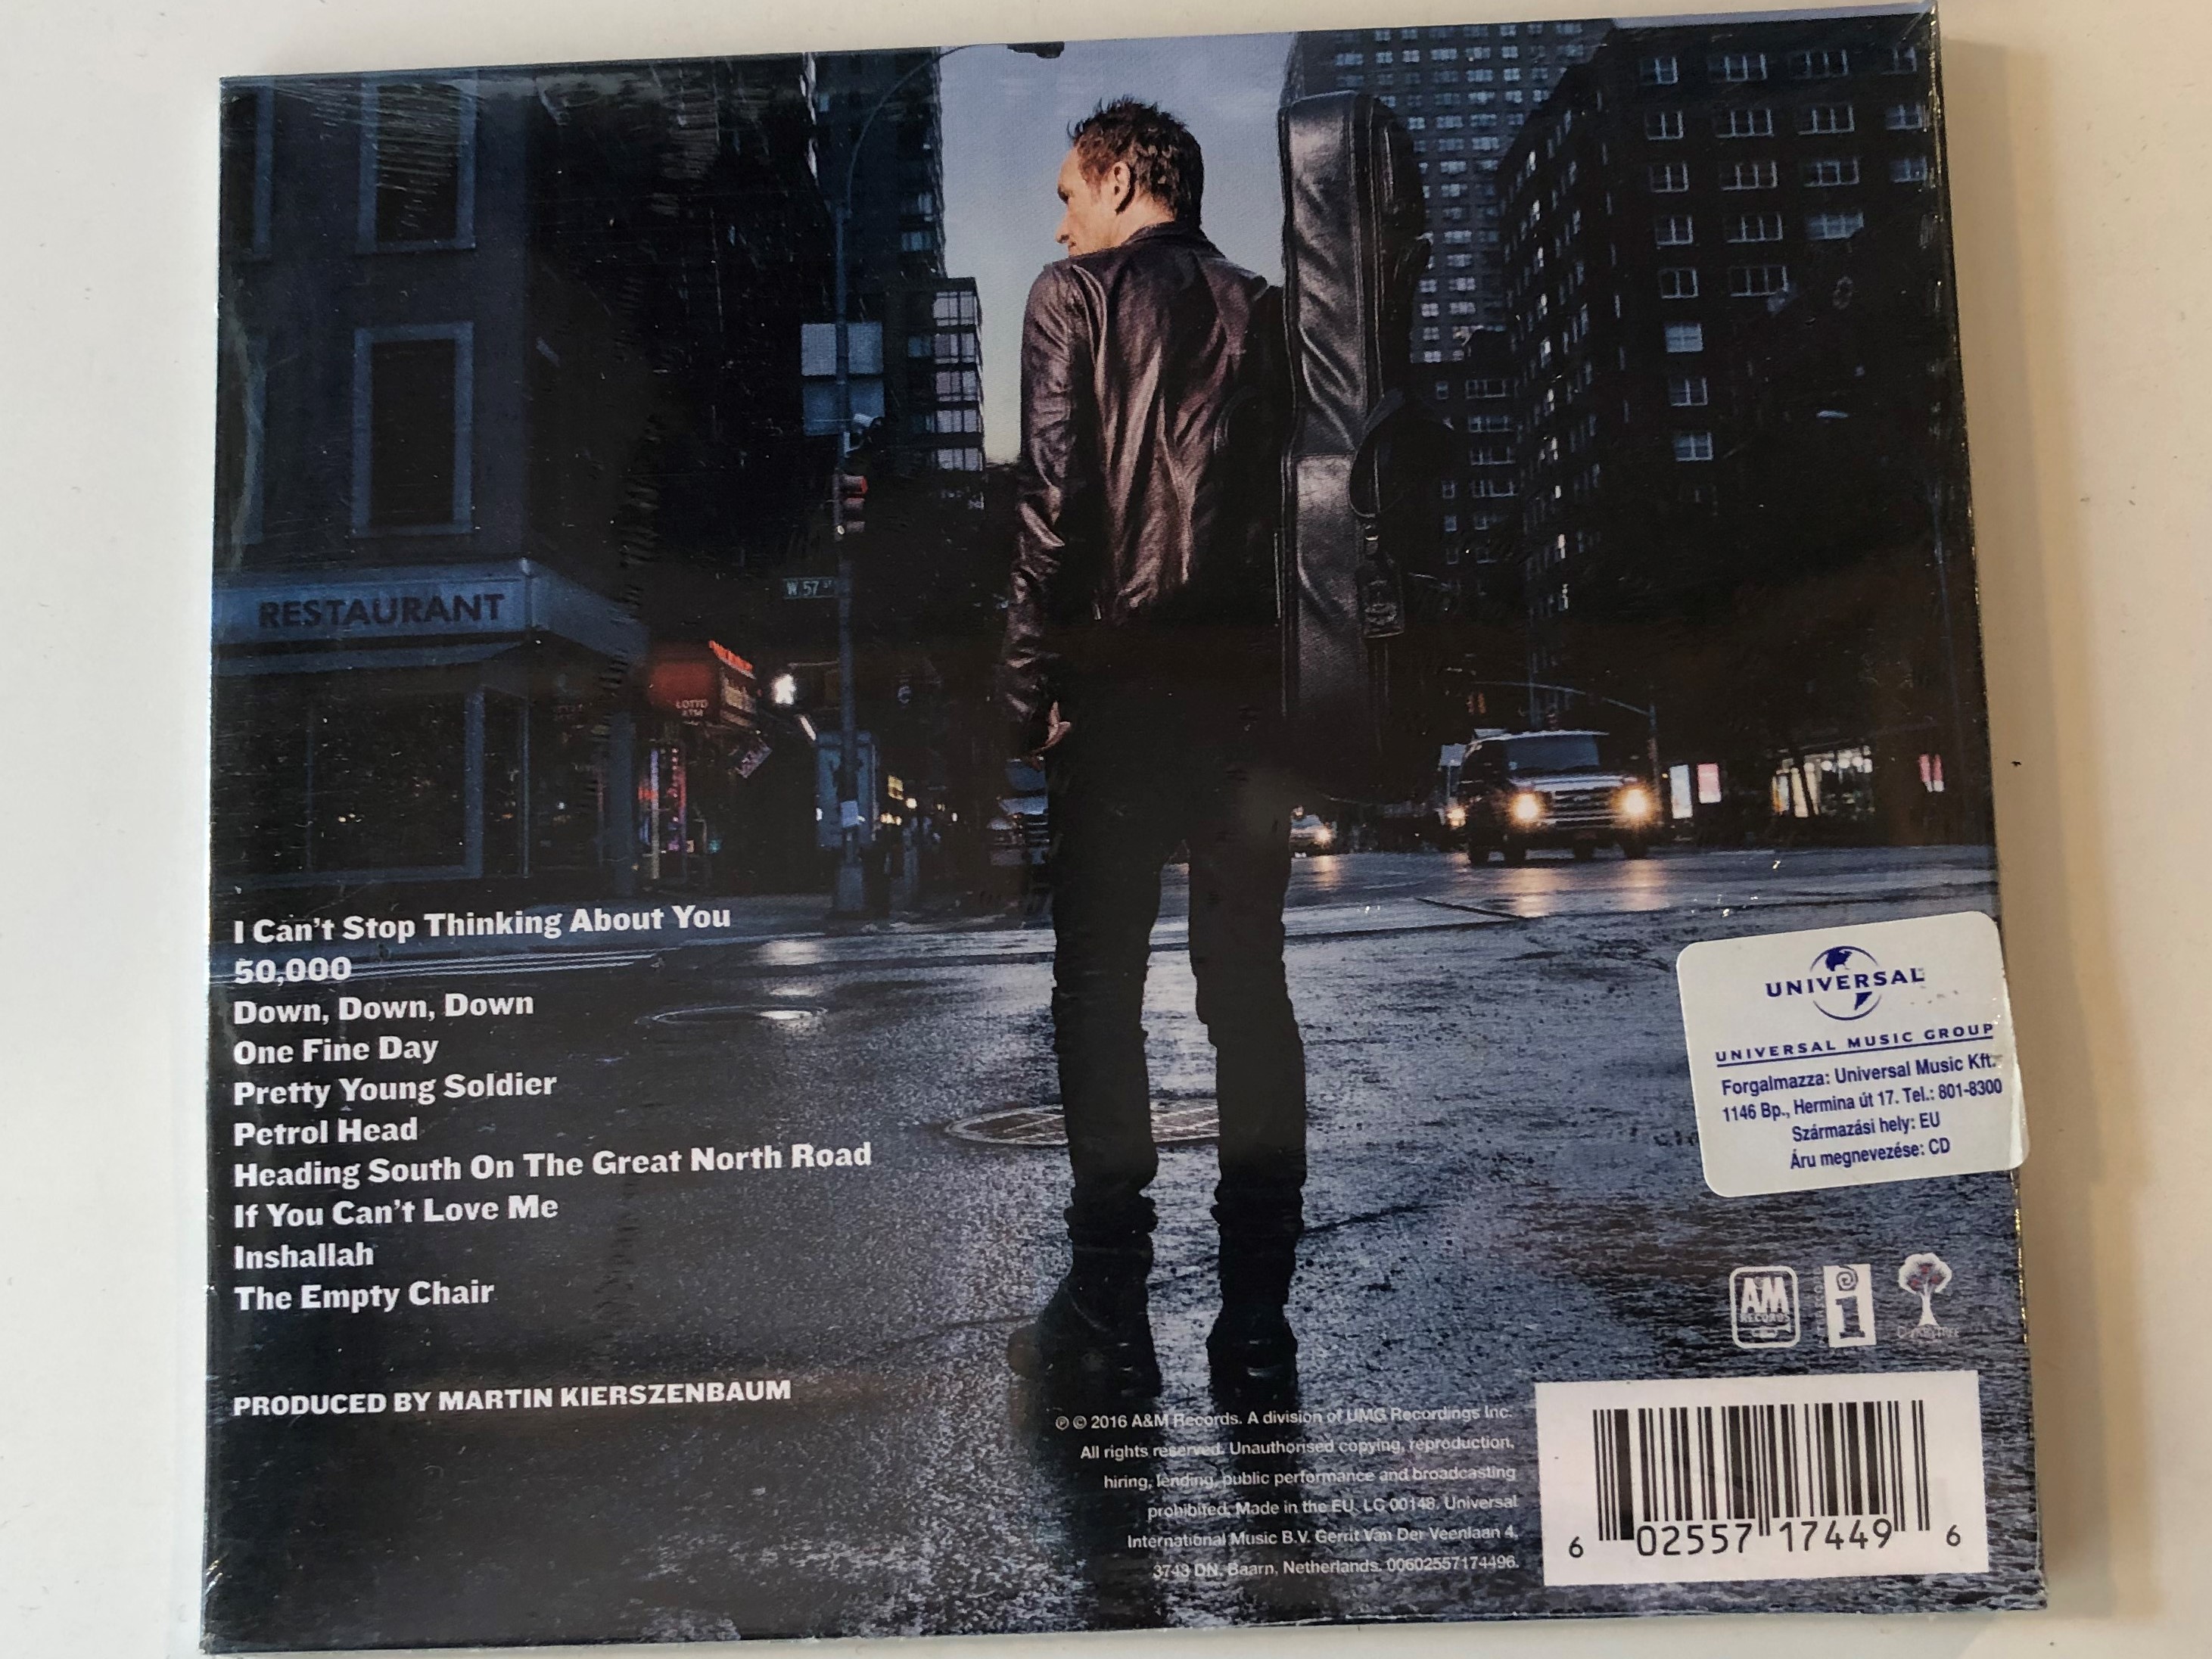 RESTAURANT
W 57 ST
LOTTO
ATM
I Can't Stop Thinking About You
50,000
Down, Down, Down
One Fine Day
Pretty Young Soldier
Petrol Head
Heading South On The Great North Road
If You Can't Love Me
Inshallah
The Empty Chair
PRODUCED BY MARTIN KIERSZENBAUM
UNIVERSAL
UNIVERSAL MUSIC GROUP
Forgalmazza: Universal Music Kft.
1146 Bp., Hermina út 17. Tel.: 801-8300
Származási hely: EU
Áru megnevezése: CD
A&M
RECORDS
CherryTREE
℗ © 2016 A&M Records. A division of UMG Recordings Inc.
All rights reserved. Unauthorised copying, reproduction,
hiring, lending, public performance and broadcasting
prohibited. Made in the EU. LC 00148. Universal
International Music B.V. Gerrit Van Der Veenlaan 4,
3743 DN, Baarn, Netherlands. 00602557174496.
6 02557 17449 6